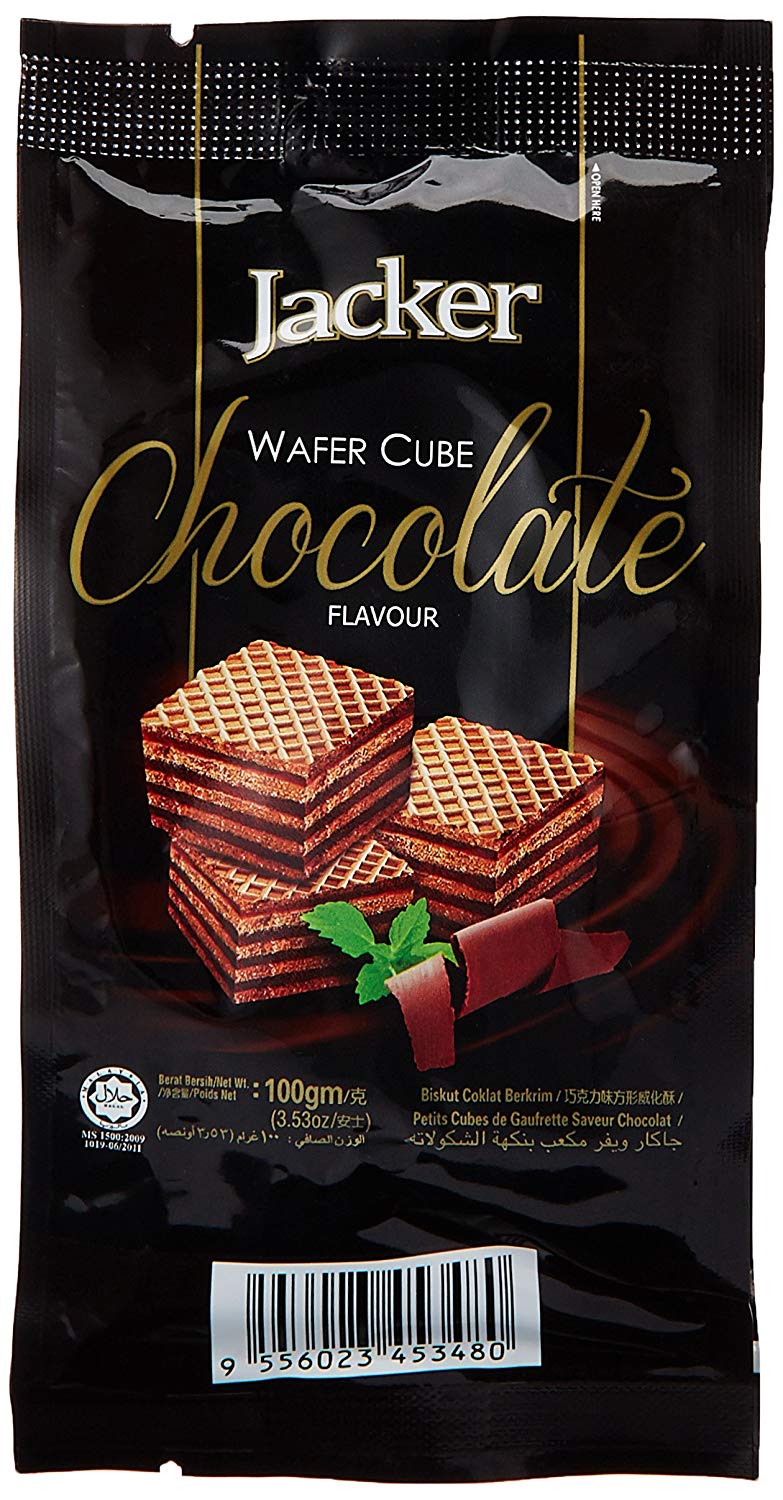 OPEN HERE
Jacker
WAFER CUBE
Chocolate
FLAVOUR
MALAYSIA
حلال
HALAL
MS 1500:2009
1019-06/2011
Berat Bersih/Net Wt. :
/净含量/Poids Net
100gm/克
(3.53oz/安士)
الوزن الصافي : ١٠٠ غرام (٣٫٥٣ أونصه)
Biskut Coklat Berkrim / 巧克力味方形威化酥 /
Petits Cubes de Gaufrette Saveur Chocolat /
جاكار ويفر مكعب بنكهة الشكولاته
9 556023 453480